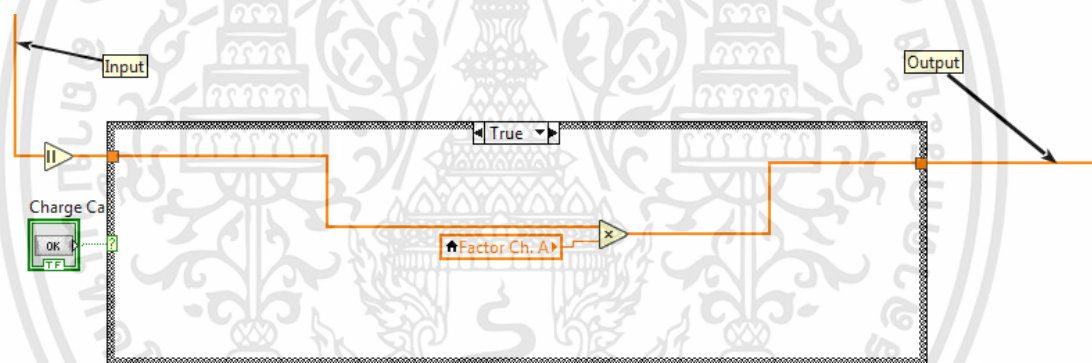 Input
Output
True
Charge Ca
OK
TF
?
Factor Ch. A